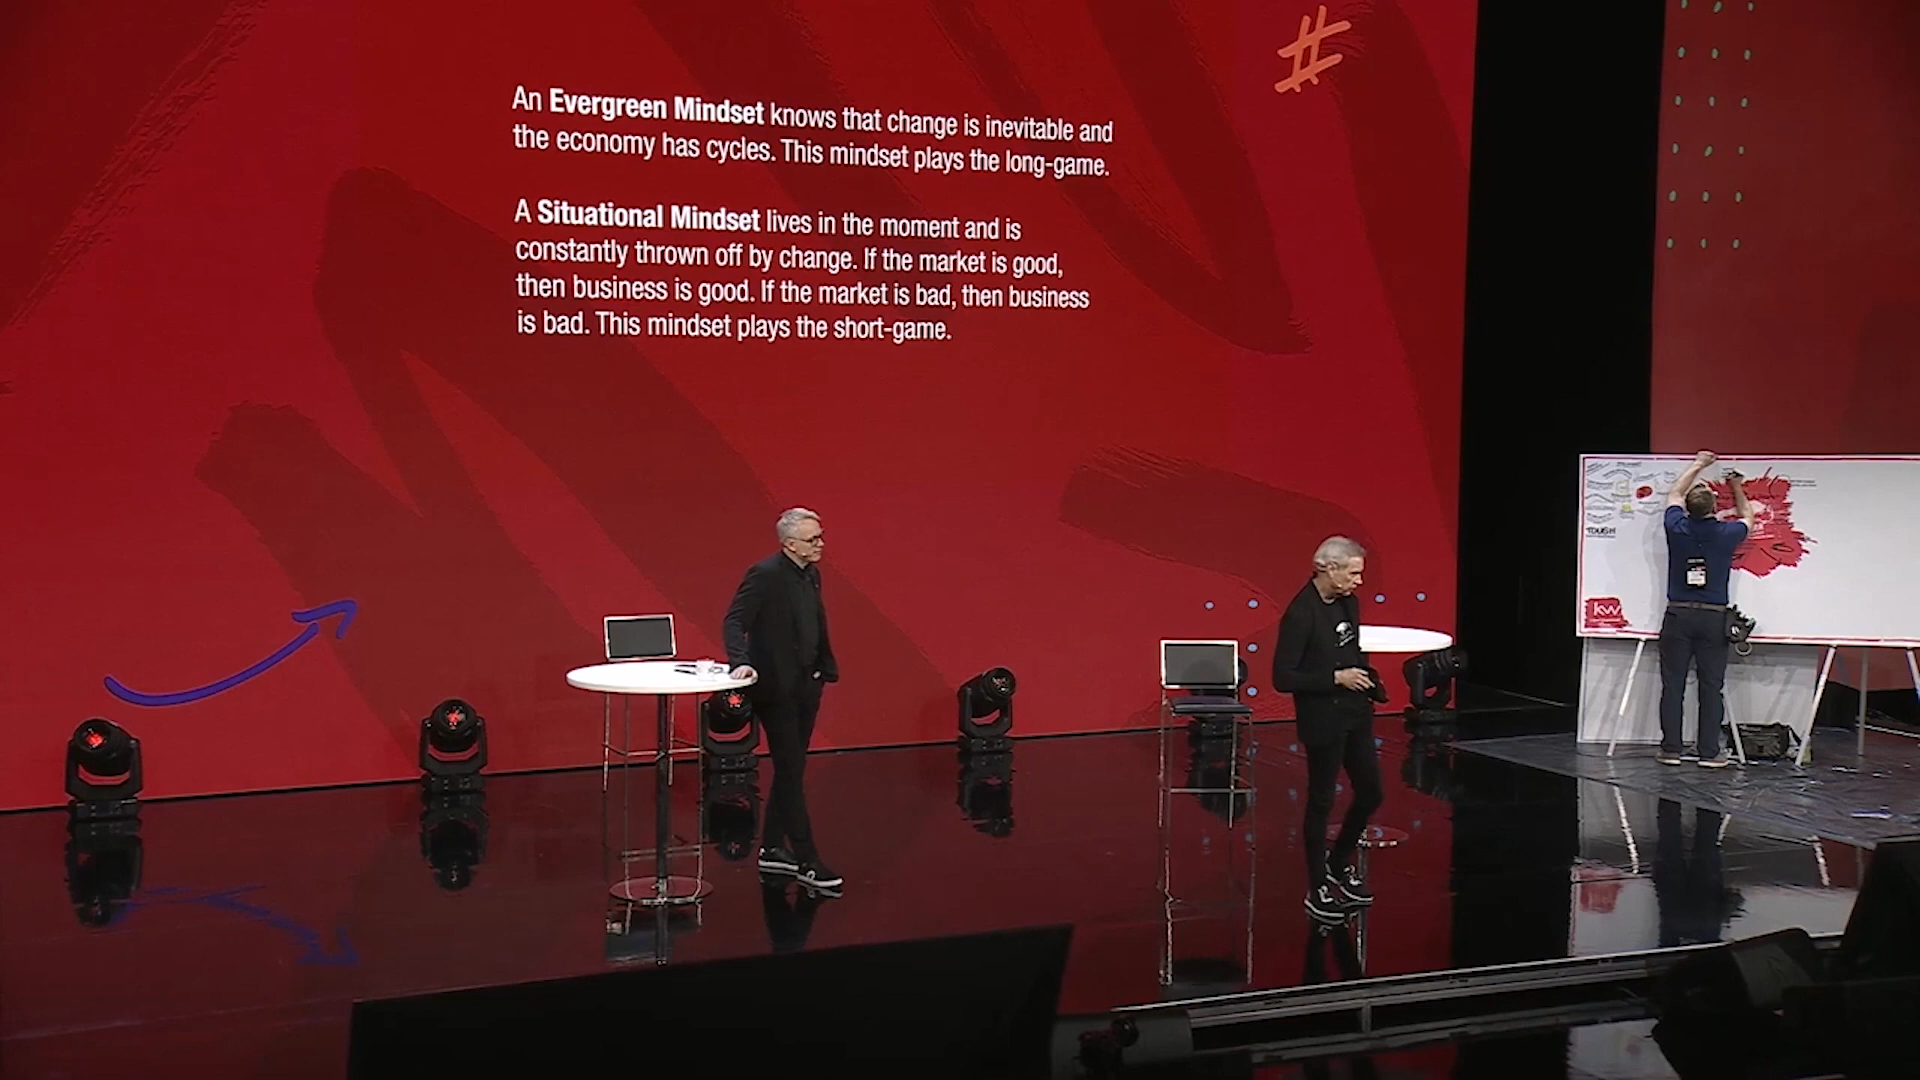 #
An Evergreen Mindset knows that change is inevitable and
the economy has cycles. This mindset plays the long-game.
A Situational Mindset lives in the moment and is
constantly thrown off by change. If the market is good,
then business is good. If the market is bad, then business
is bad. This mindset plays the short-game.
TOUGH
kw